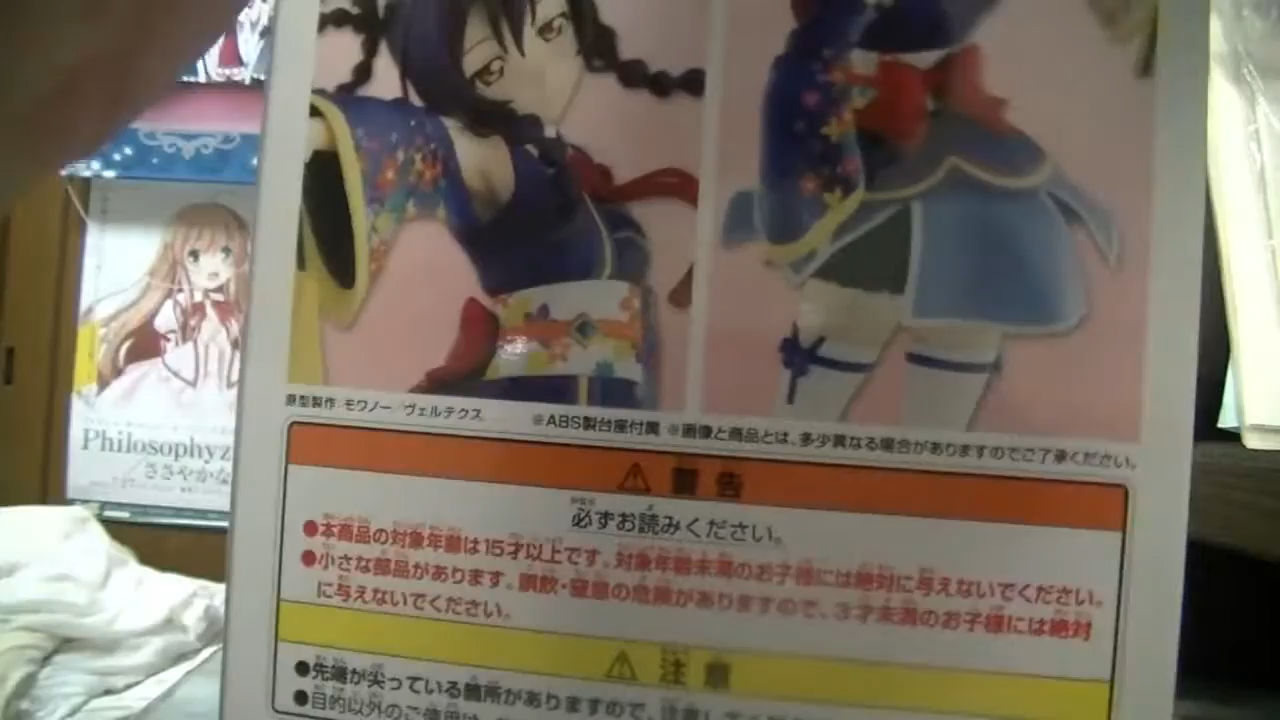 Philosophyz
ささやかな
原型製作：モワノー／ヴェルテクス
※ABS製台座付属 ※画像と商品とは、多少異なる場合がありますのでご了承ください。
⚠ 警告
必ずお読みください。
●本商品の対象年齢は15才以上です。対象年齢未満のお子様には絶対に与えないでください。
●小さな部品があります。誤飲・窒息の危険がありますので、3才未満のお子様には絶対
に与えないでください。
⚠ 注意
●先端が尖っている箇所がありますので、注意してくだ
●目的以外のご使用は